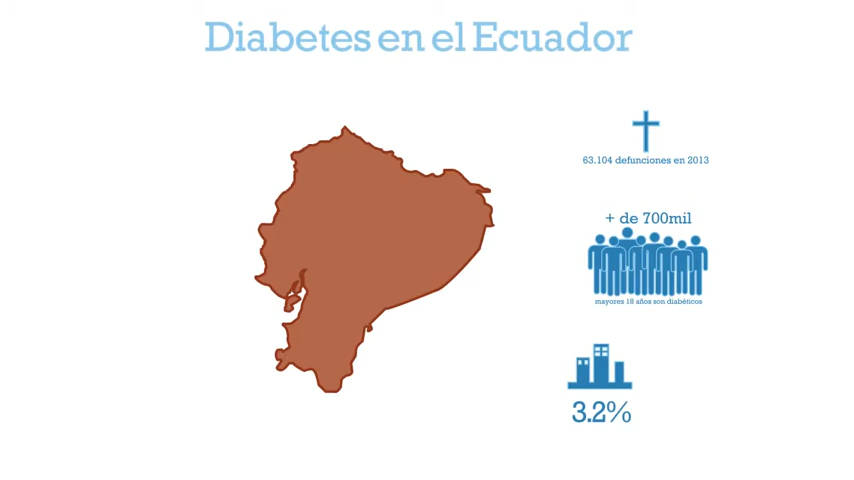 Diabetes en el Ecuador
63.104 defunciones en 2013
+ de 700mil
mayores 18 años son diabéticos
3.2%